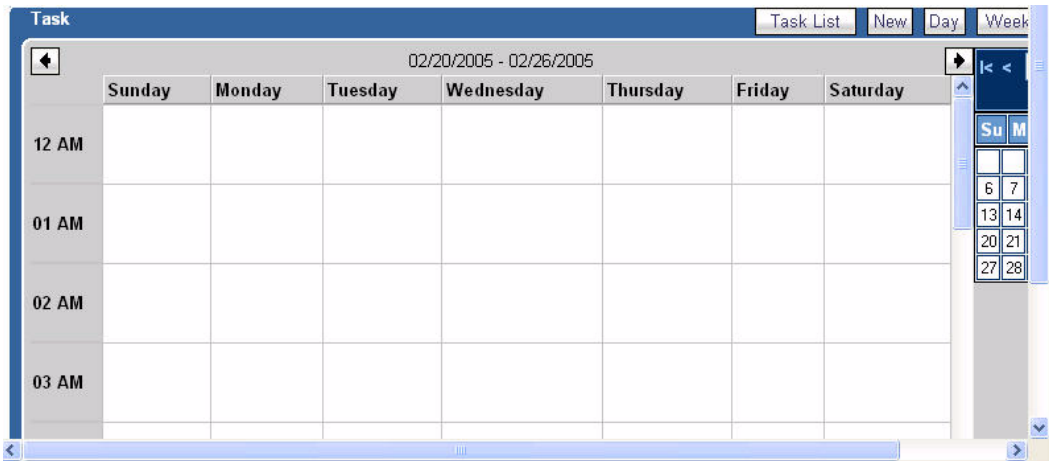 Task Task List New Day Week
02/20/2005 - 02/26/2005
|< <
Sunday Monday Tuesday Wednesday Thursday Friday Saturday
Su M
12 AM
6 7
01 AM
13 14
20 21
27 28
02 AM
03 AM